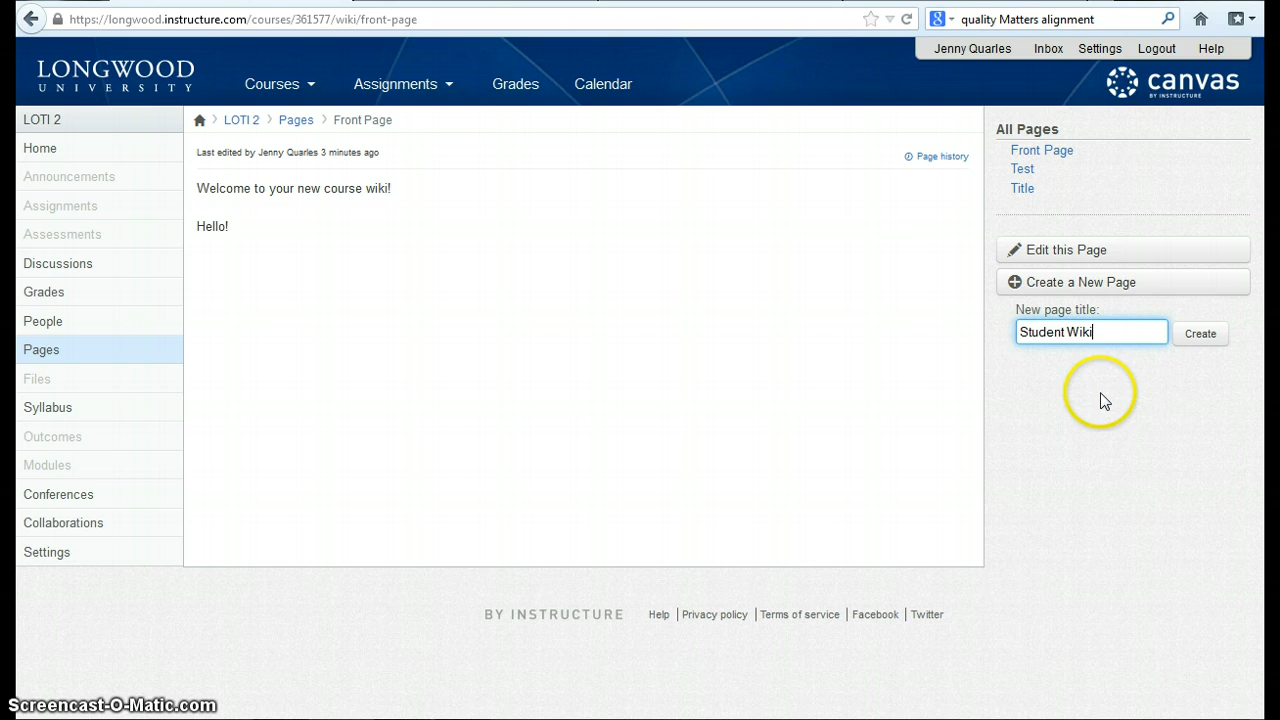 https://longwood.instructure.com/courses/361577/wiki/front-page
quality Matters alignment
Jenny Quarles Inbox Settings Logout Help
LONGWOOD
UNIVERSITY
Courses Assignments Grades Calendar
canvas
BY INSTRUCTURE
LOTI 2
Home
Announcements
Assignments
Assessments
Discussions
Grades
People
Pages
Files
Syllabus
Outcomes
Modules
Conferences
Collaborations
Settings
LOTI 2 Pages Front Page
Last edited by Jenny Quarles 3 minutes ago
Page history
Welcome to your new course wiki!
Hello!
All Pages
Front Page
Test
Title
Edit this Page
Create a New Page
New page title:
Student Wiki
Create
BY INSTRUCTURE
Help Privacy policy Terms of service Facebook Twitter
Screencast-O-Matic.com